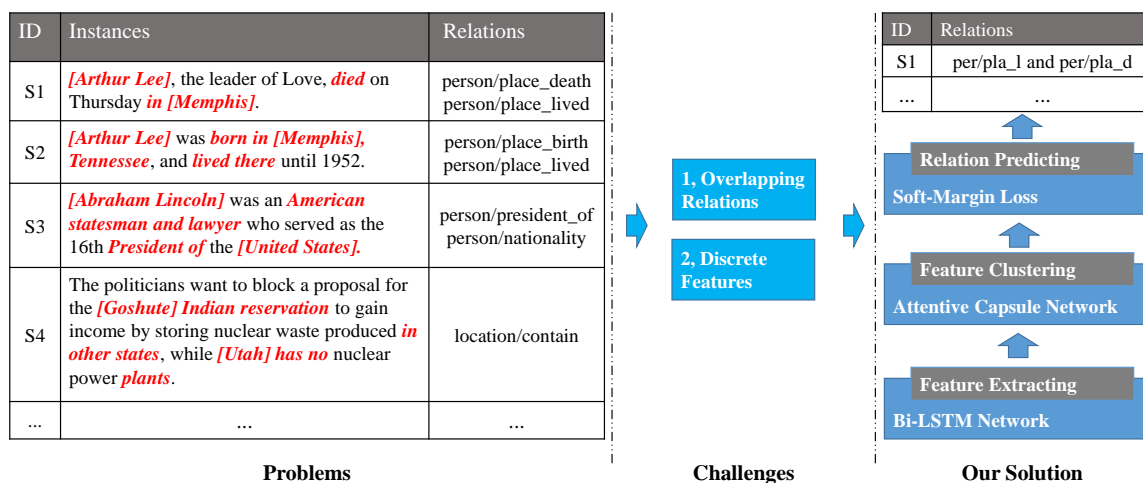 ID Instances Relations
S1
[Arthur Lee], the leader of Love, died on
Thursday in [Memphis].
person/place_death
person/place_lived
S2
[Arthur Lee] was born in [Memphis],
Tennessee, and lived there until 1952.
person/place_birth
person/place_lived
S3
[Abraham Lincoln] was an American
statesman and lawyer who served as the
16th President of the [United States].
person/president_of
person/nationality
S4
The politicians want to block a proposal for
the [Goshute] Indian reservation to gain
income by storing nuclear waste produced in
other states, while [Utah] has no nuclear
power plants.
location/contain
... ... ...
Problems
1, Overlapping
Relations
2, Discrete
Features
Challenges
ID Relations
S1 per/pla_l and per/pla_d
... ...
Relation Predicting
Soft-Margin Loss
Feature Clustering
Attentive Capsule Network
Feature Extracting
Bi-LSTM Network
Our Solution